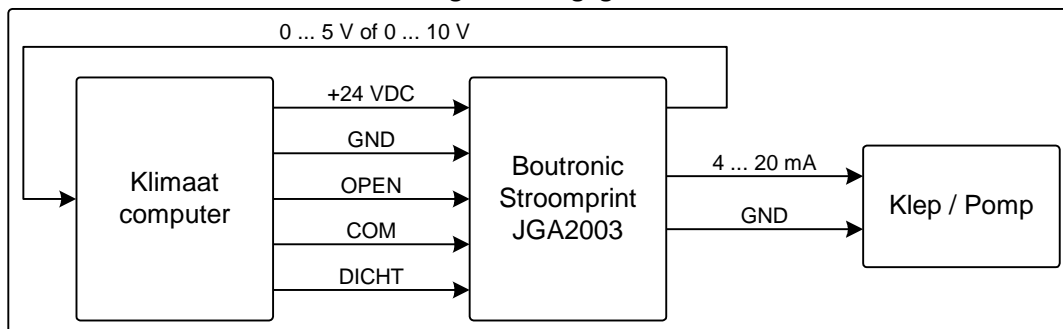 0 ... 5 V of 0 ... 10 V
Klimaat
computer
+24 VDC
GND
OPEN
COM
DICHT
Boutronic
Stroomprint
JGA2003
4 ... 20 mA
GND
Klep / Pomp